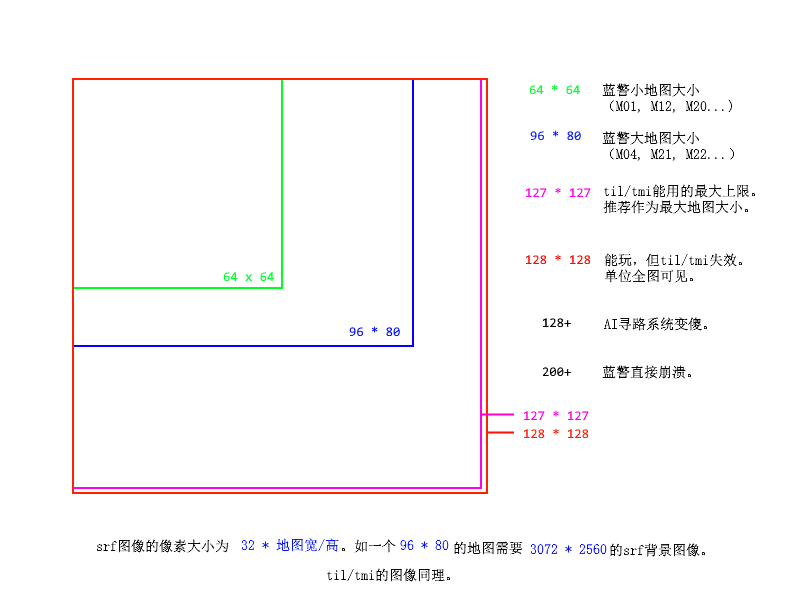 64 * 64 蓝警小地图大小
（M01, M12, M20...）
96 * 80 蓝警大地图大小
（M04, M21, M22...）
127 * 127 til/tmi能用的最大上限。
推荐作为最大地图大小。
128 * 128 能玩，但til/tmi失效。
单位全图可见。
64 x 64
128+ AI寻路系统变傻。
96 * 80
200+ 蓝警直接崩溃。
127 * 127
128 * 128
srf图像的像素大小为 32 * 地图宽/高。如一个 96 * 80 的地图需要 3072 * 2560 的srf背景图像。
til/tmi的图像同理。